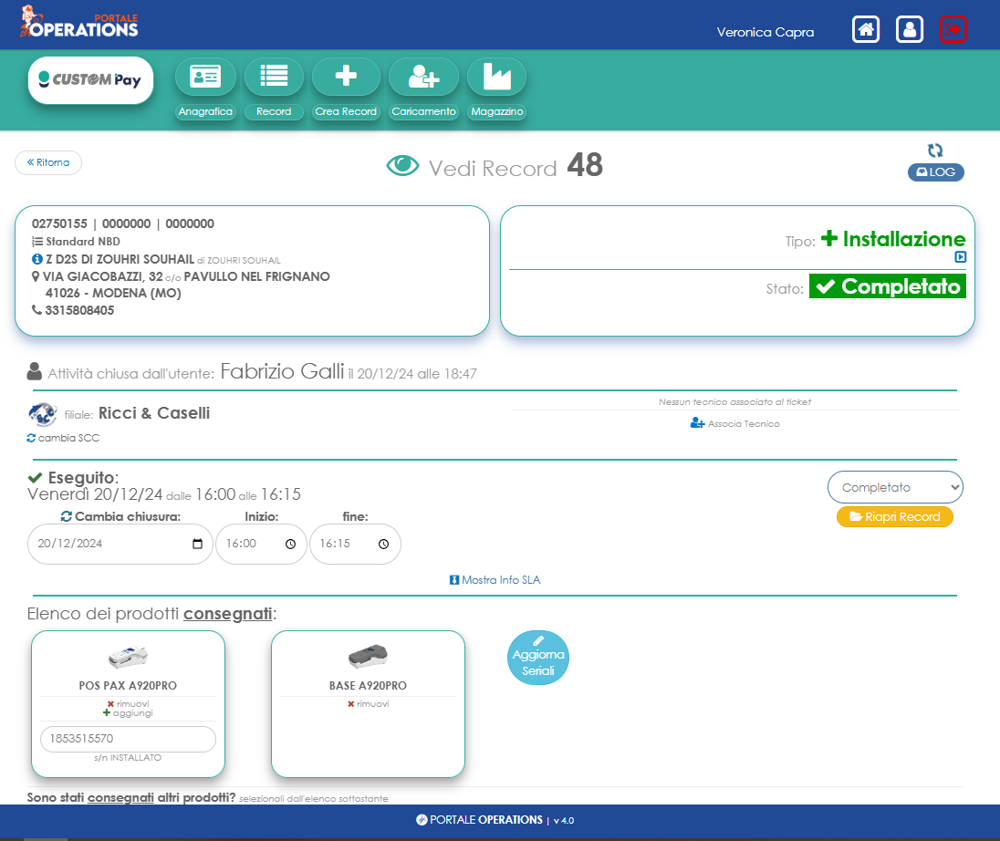 PORTALE
OPERATIONS
Veronica Capra
CUSTOM Pay
Anagrafica
Record
Crea Record
Caricamento
Magazzino
« Ritorna
Vedi Record 48
LOG
02750155 | 0000000 | 0000000
Standard NBD
Z D2S DI ZOUHRI SOUHAIL di ZOUHRI SOUHAIL
VIA GIACOBAZZI, 32 c/o PAVULLO NEL FRIGNANO
41026 - MODENA (MO)
3315808405
Tipo: Installazione
Stato: Completato
Attività chiusa dall'utente: Fabrizio Galli il 20/12/24 alle 18:47
filiale: Ricci & Caselli
cambia SCC
Nessun tecnico associato al ticket
Associa Tecnico
Eseguito:
Venerdì 20/12/24 dalle 16:00 alle 16:15
Cambia chiusura: Inizio: fine:
20/12/2024 16:00 16:15
Completato
Riapri Record
Mostra Info SLA
Elenco dei prodotti consegnati:
POS PAX A920PRO
rimuovi
aggiungi
1853515570
s/n INSTALLATO
BASE A920PRO
rimuovi
Aggiorna
Seriali
Sono stati consegnati altri prodotti? selezionali dall'elenco sottostante
PORTALE OPERATIONS | v 4.0